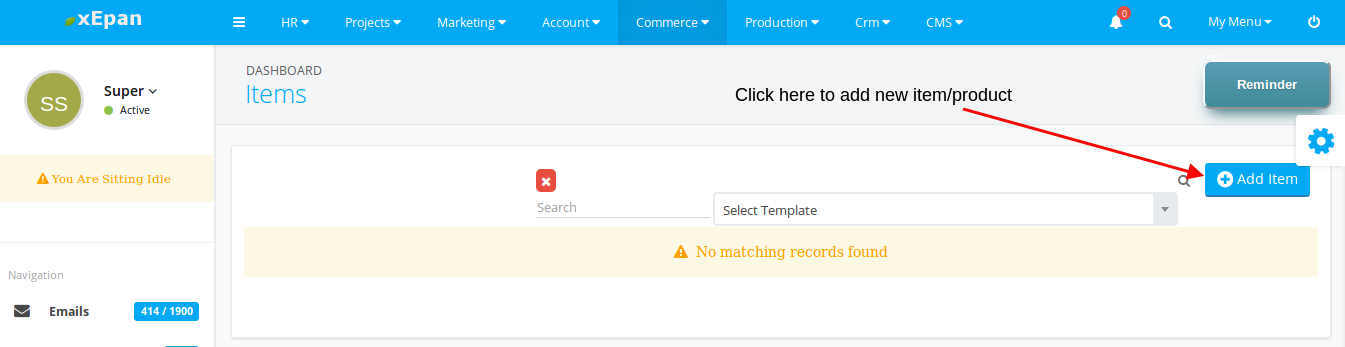 xEpan
HR Projects Marketing Account Commerce Production Crm CMS 0 My Menu
SS
Super
Active
You Are Sitting Idle
Navigation
Emails 414 / 1900
DASHBOARD
Items
Click here to add new item/product
Reminder
Add Item
Search
Select Template
No matching records found